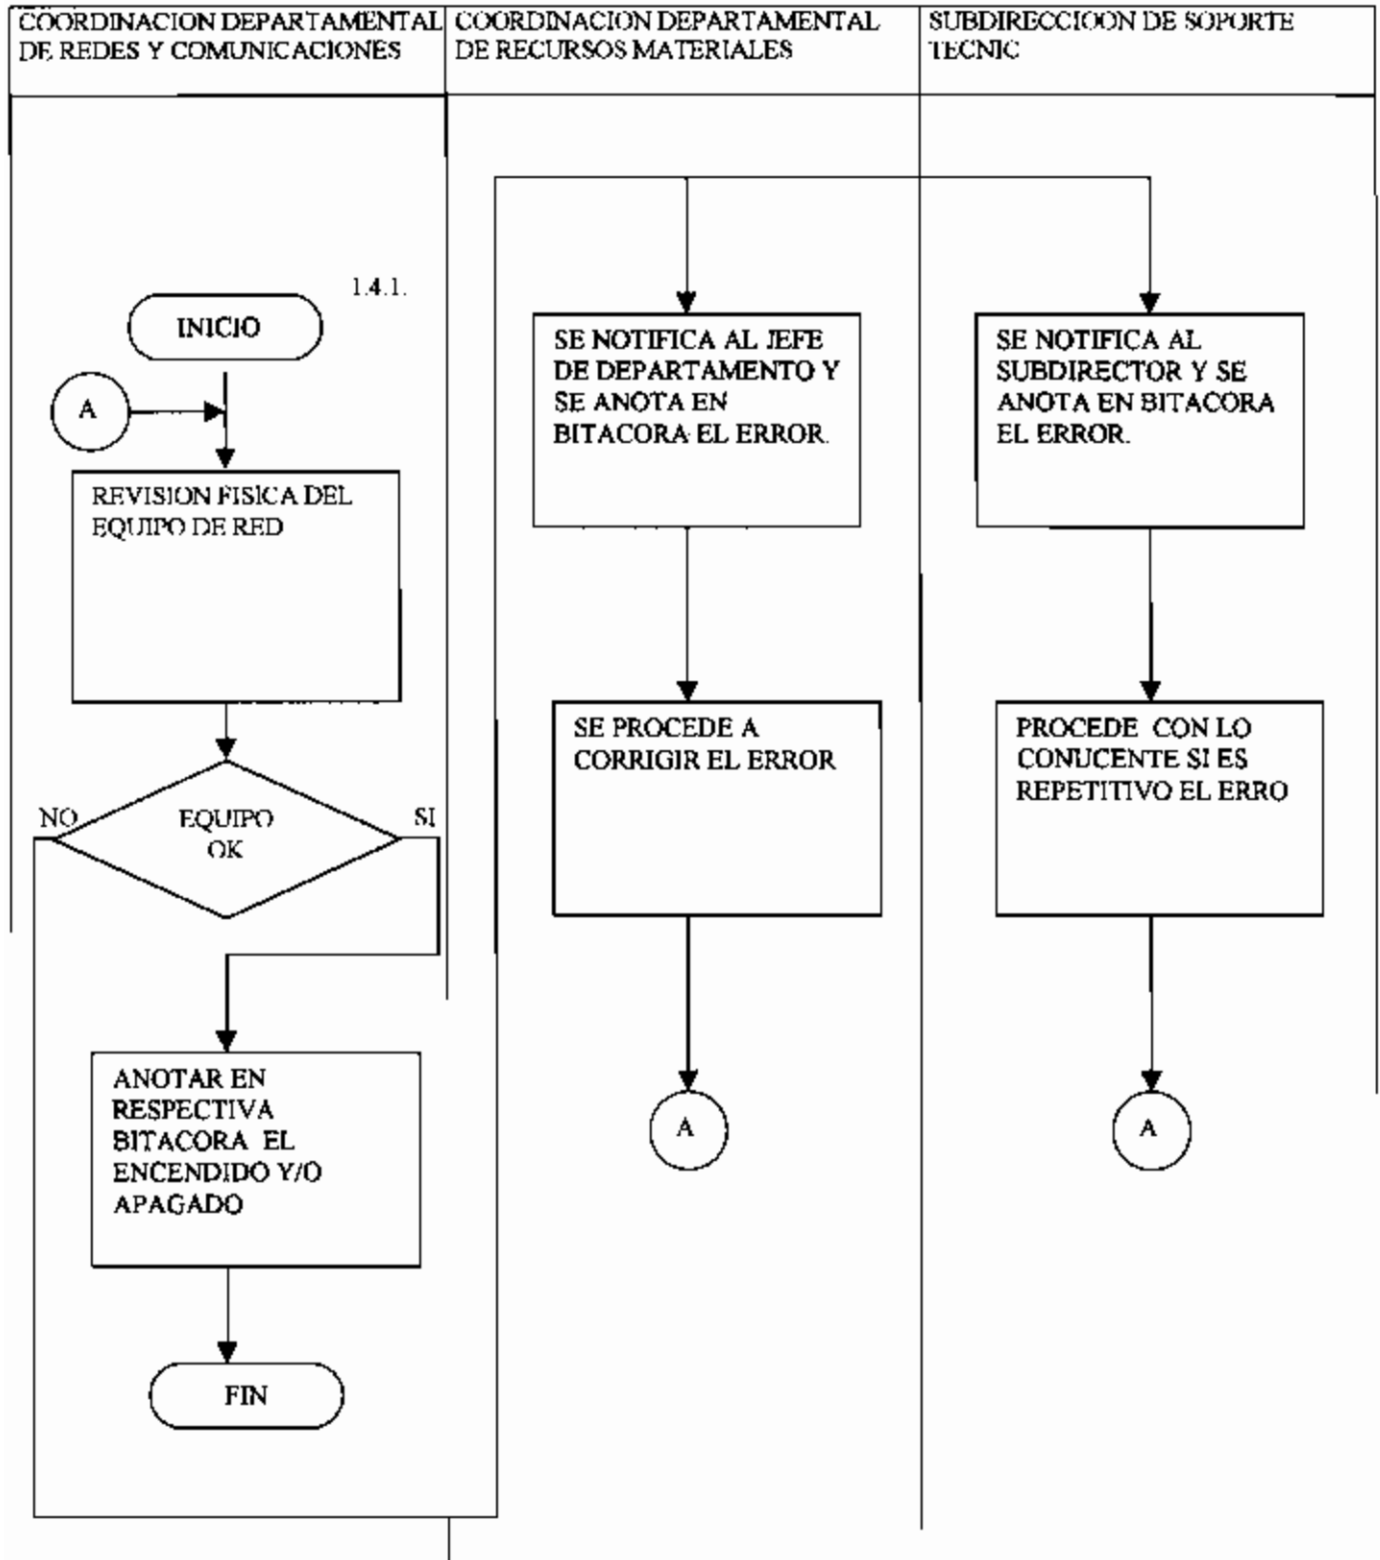 COORDINACION DEPARTAMENTAL
DE REDES Y COMUNICACIONES
COORDINACION DEPARTAMENTAL
DE RECURSOS MATERIALES
SUBDIRECCIOON DE SOPORTE
TECNIC
1.4.1.
INICIO
A
REVISION FISICA DEL
EQUIPO DE RED
NO
EQUIPO
OK
SI
ANOTAR EN
RESPECTIVA
BITACORA EL
ENCENDIDO Y/O
APAGADO
FIN
SE NOTIFICA AL JEFE
DE DEPARTAMENTO Y
SE ANOTA EN
BITACORA EL ERROR.
SE PROCEDE A
CORRIGIR EL ERROR
A
SE NOTIFICA AL
SUBDIRECTOR Y SE
ANOTA EN BITACORA
EL ERROR.
PROCEDE CON LO
CONUCENTE SI ES
REPETITIVO EL ERRO
A